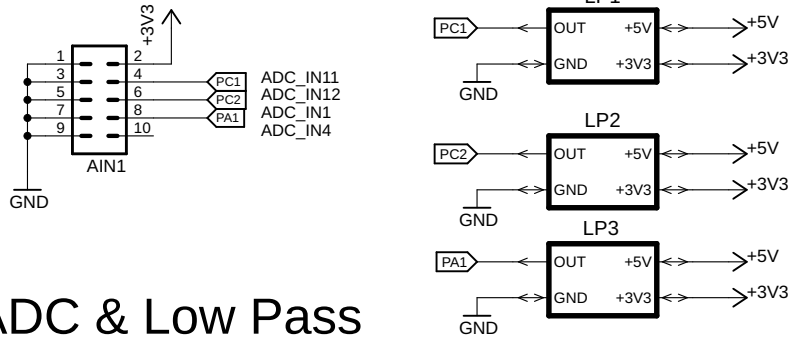 +3V3
1 2
3 4 PC1 ADC_IN11
5 6 PC2 ADC_IN12
7 8 PA1 ADC_IN1
9 10 ADC_IN4
AIN1
GND
LP1
PC1 OUT +5V +5V
GND +3V3 +3V3
GND
LP2
PC2 OUT +5V +5V
GND +3V3 +3V3
GND
LP3
PA1 OUT +5V +5V
GND +3V3 +3V3
GND
ADC & Low Pass